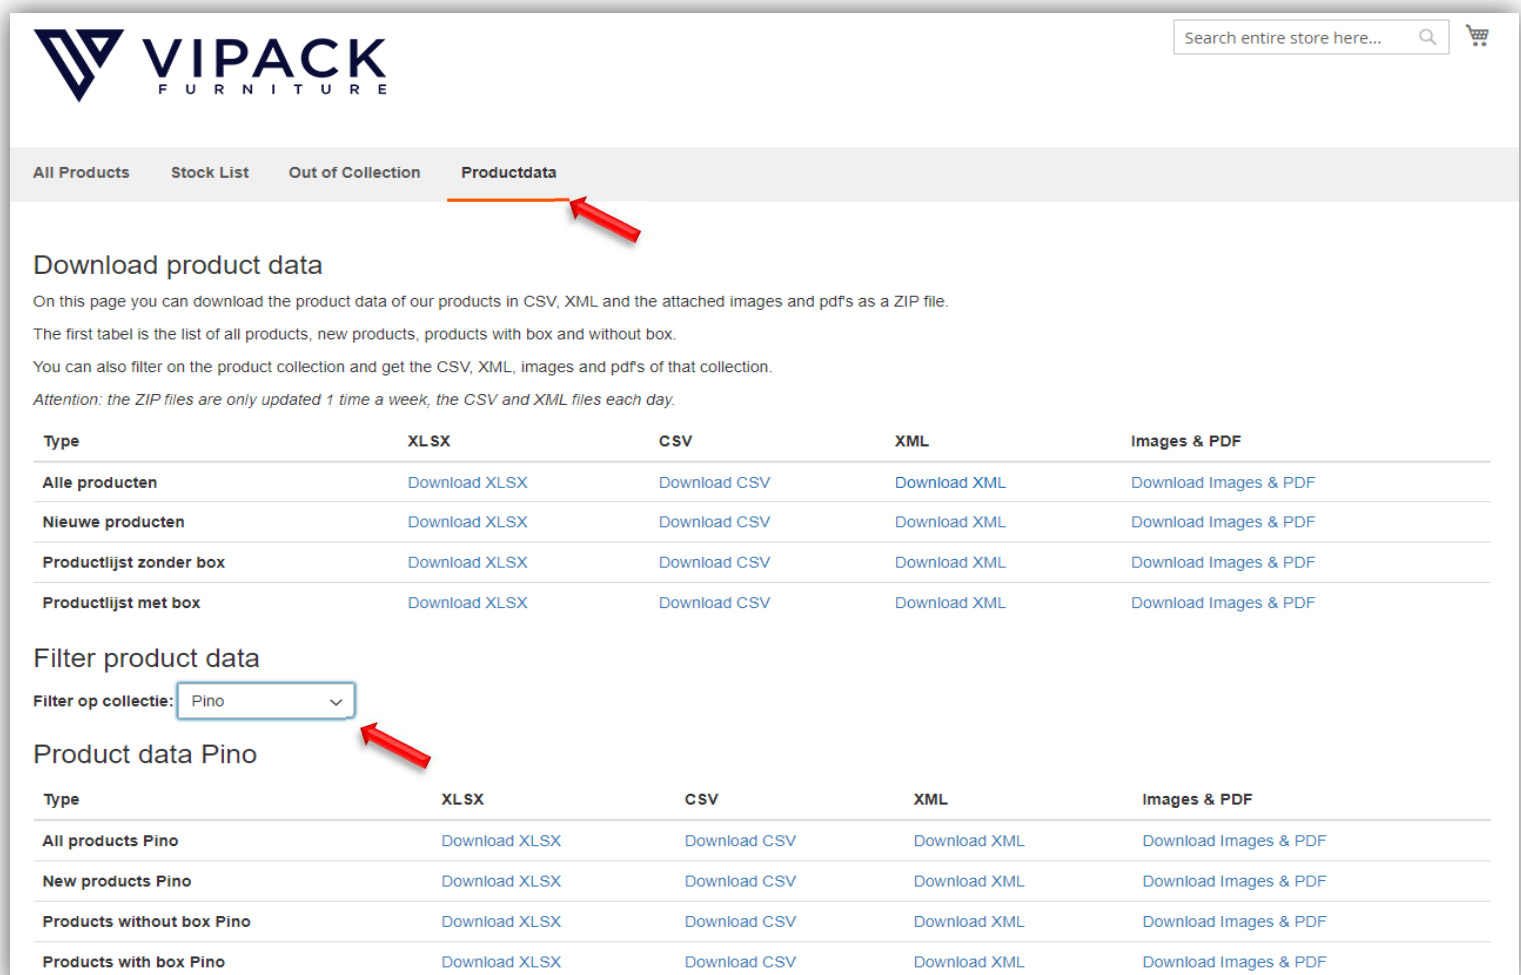 VIPACK
FURNITURE
Search entire store here...
All Products Stock List Out of Collection Productdata
Download product data
On this page you can download the product data of our products in CSV, XML and the attached images and pdf's as a ZIP file.
The first tabel is the list of all products, new products, products with box and without box.
You can also filter on the product collection and get the CSV, XML, images and pdf's of that collection.
Attention: the ZIP files are only updated 1 time a week, the CSV and XML files each day.
Type XLSX CSV XML Images & PDF
Alle producten Download XLSX Download CSV Download XML Download Images & PDF
Nieuwe producten Download XLSX Download CSV Download XML Download Images & PDF
Productlijst zonder box Download XLSX Download CSV Download XML Download Images & PDF
Productlijst met box Download XLSX Download CSV Download XML Download Images & PDF
Filter product data
Filter op collectie: Pino
Product data Pino
Type XLSX CSV XML Images & PDF
All products Pino Download XLSX Download CSV Download XML Download Images & PDF
New products Pino Download XLSX Download CSV Download XML Download Images & PDF
Products without box Pino Download XLSX Download CSV Download XML Download Images & PDF
Products with box Pino Download XLSX Download CSV Download XML Download Images & PDF